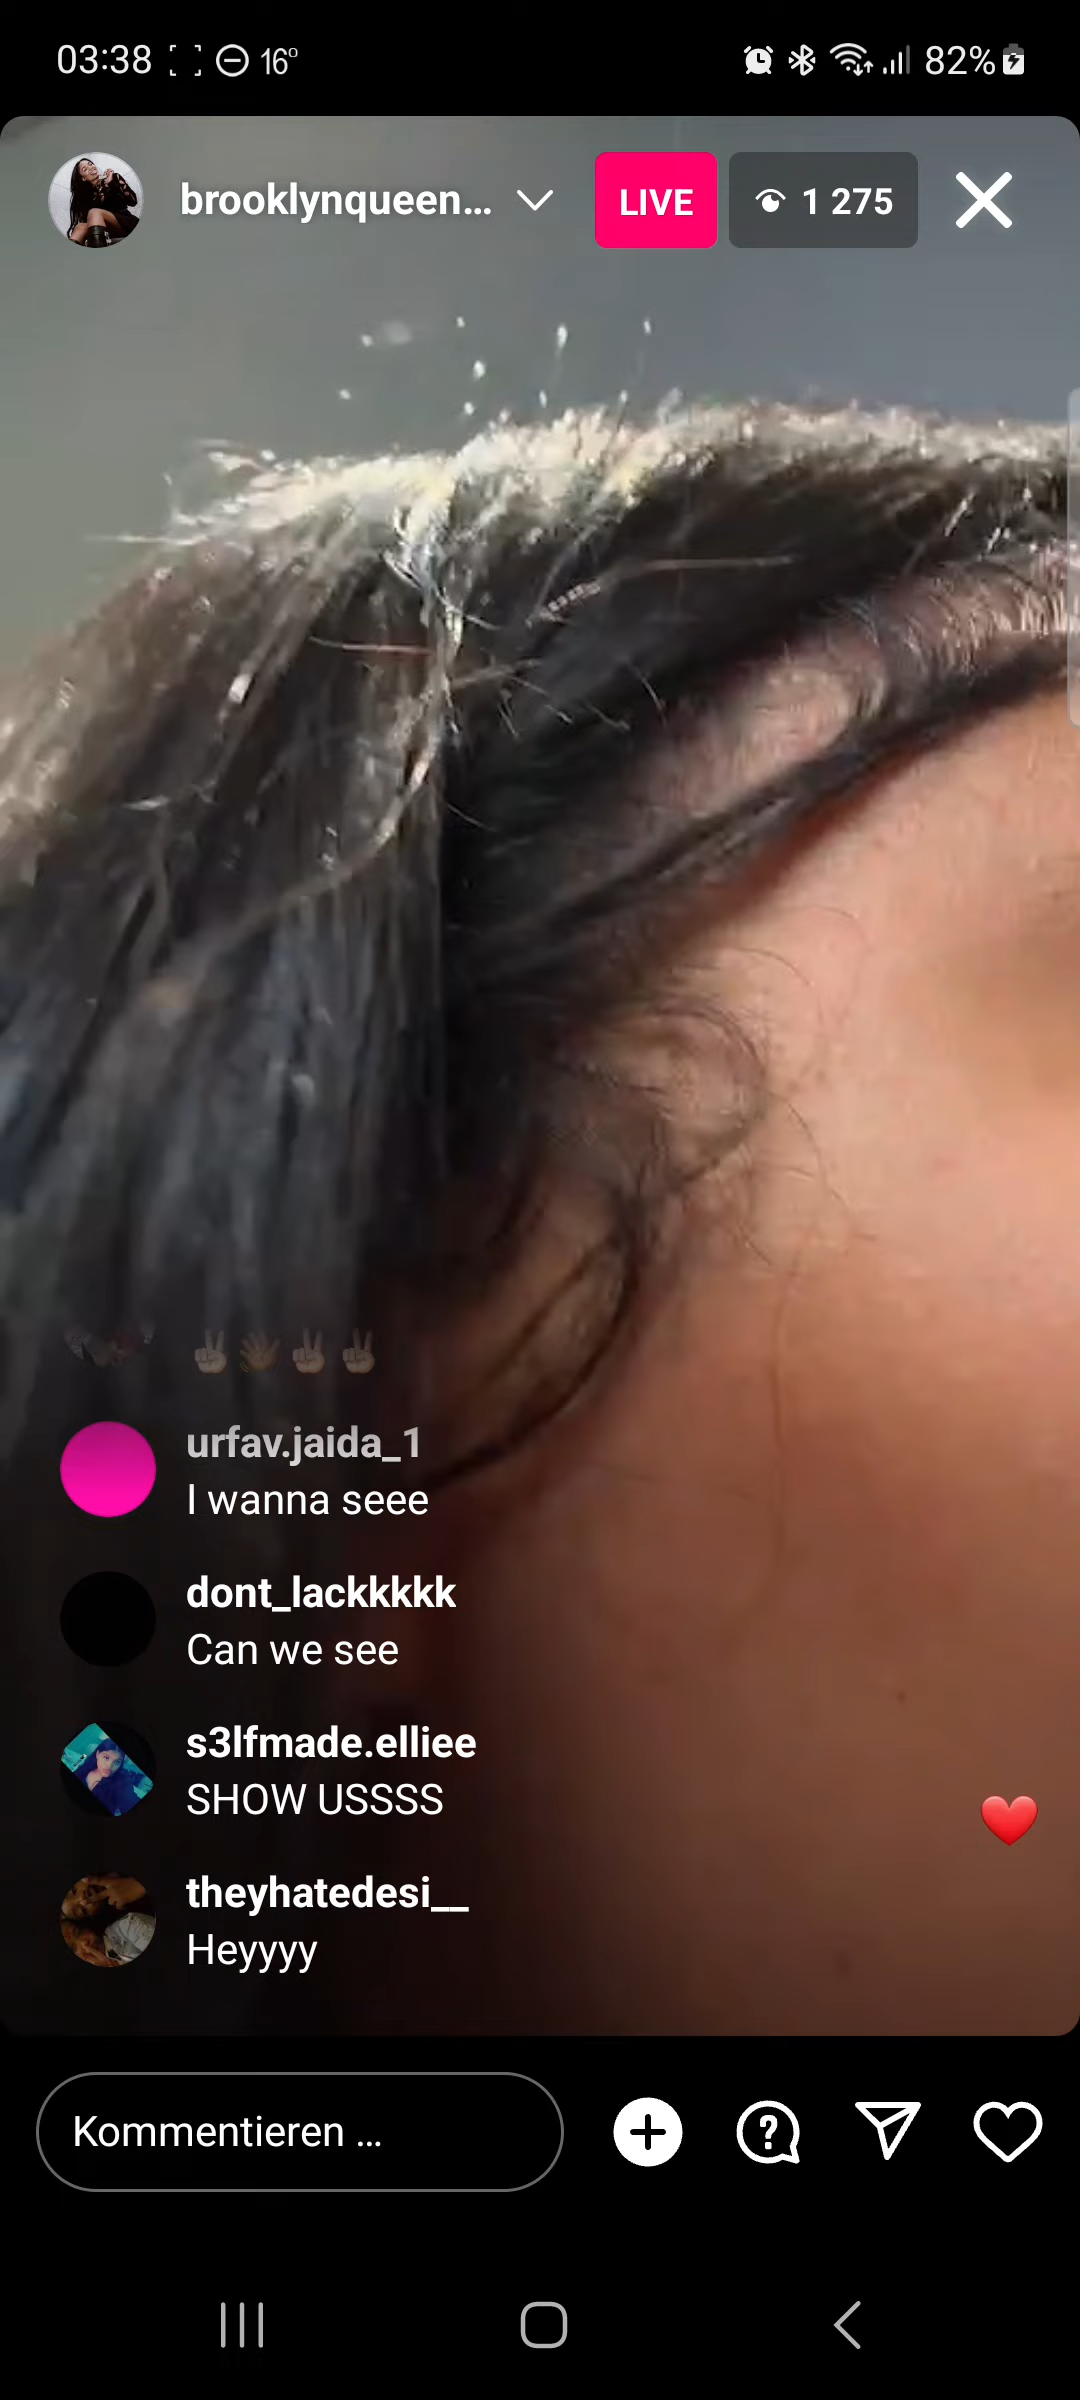 03:38 16° 82%
brooklynqueen... LIVE 1 275
✌🏼👋🏽✌🏼✌🏼
urfav.jaida_1
I wanna seee
dont_lackkkkk
Can we see
s3lfmade.elliee
SHOW USSSS
theyhatedesi__
Heyyyy
Kommentieren ...